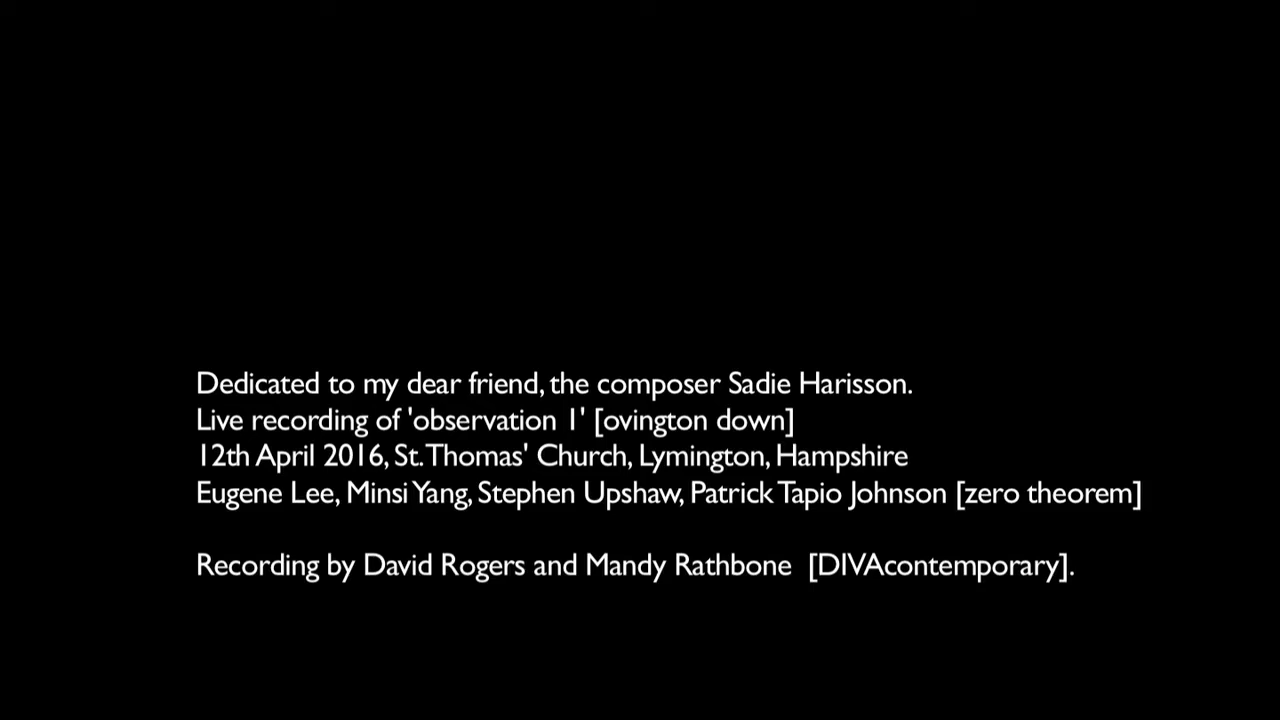 Dedicated to my dear friend, the composer Sadie Harisson.
Live recording of 'observation 1' [ovington down]
12th April 2016, St. Thomas' Church, Lymington, Hampshire
Eugene Lee, Minsi Yang, Stephen Upshaw, Patrick Tapio Johnson [zero theorem]
Recording by David Rogers and Mandy Rathbone [DIVAcontemporary].